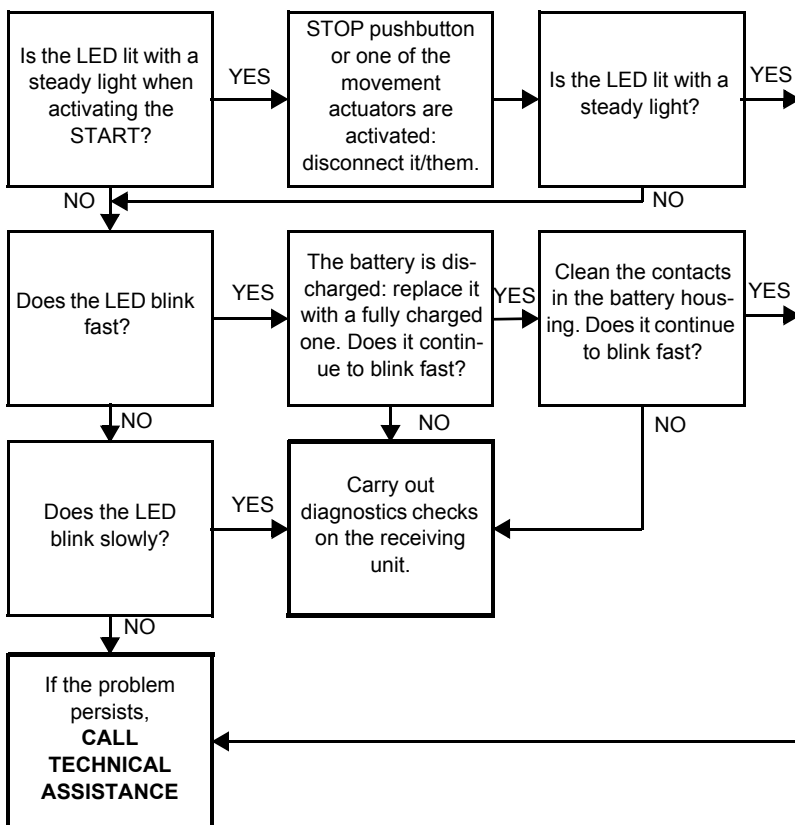 Is the LED lit with a
steady light when
activating the
START?
YES
STOP pushbutton
or one of the
movement
actuators are
activated:
disconnect it/them.
Is the LED lit with a
steady light?
YES
NO
NO
Does the LED blink
fast?
YES
The battery is dis-
charged: replace it
with a fully charged
one. Does it contin-
ue to blink fast?
YES
Clean the contacts
in the battery hous-
ing. Does it continue
to blink fast?
YES
NO
NO
NO
Does the LED
blink slowly?
YES
Carry out
diagnostics checks
on the receiving
unit.
NO
If the problem
persists,
CALL
TECHNICAL
ASSISTANCE